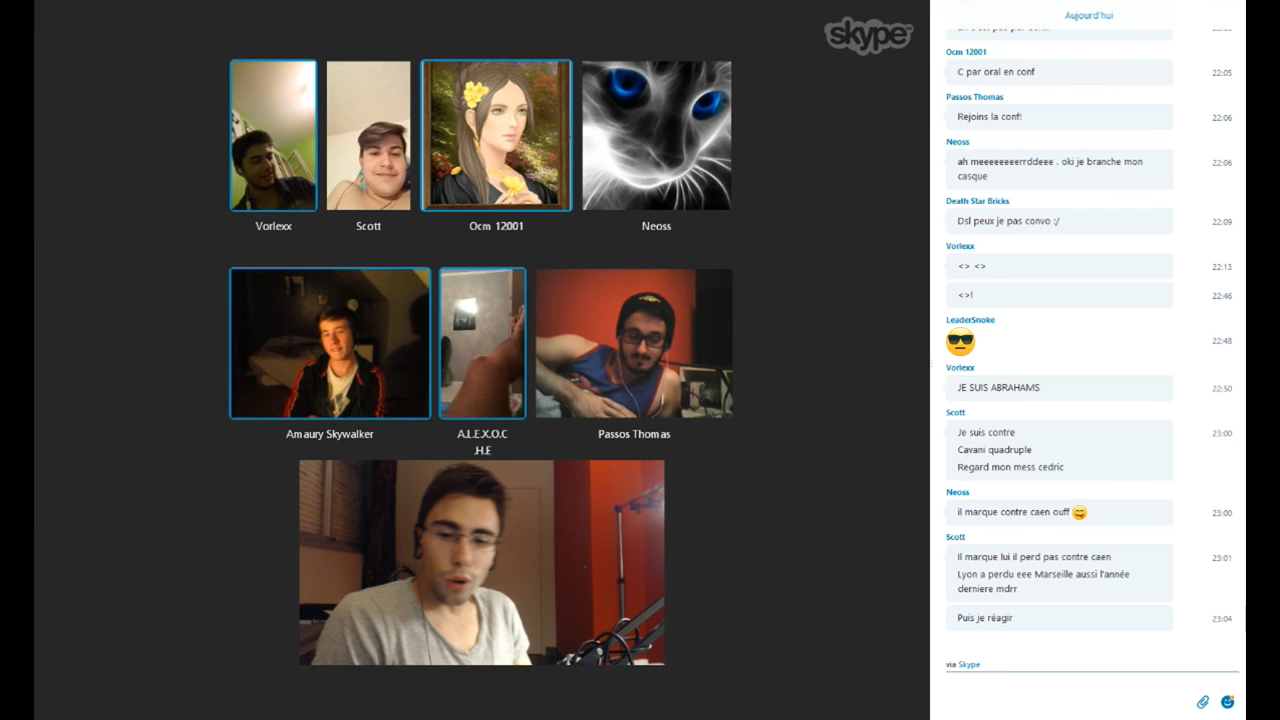 skype™
Vorlexx
Scott
Ocm 12001
Neoss
Amaury Skywalker
A.L.E.X.O.C
.H.E
Passos Thomas
Aujourd'hui
Ocm 12001
C par oral en conf
22:05
Passos Thomas
Rejoins la conf!
22:06
Neoss
ah meeeeeeeerrddeee . oki je branche mon
casque
22:06
Death Star Bricks
Dsl peux je pas convo :/
22:09
Vorlexx
<> <>
22:13
<>!
22:46
LeaderSnoke
22:48
Vorlexx
JE SUIS ABRAHAMS
22:50
Scott
Je suis contre
23:00
Cavani quadruple
Regard mon mess cedric
Neoss
il marque contre caen ouff
23:00
Scott
Il marque lui il perd pas contre caen
23:01
Lyon a perdu eee Marseille aussi l'année
derniere mdrr
Puis je réagir
23:04
via Skype